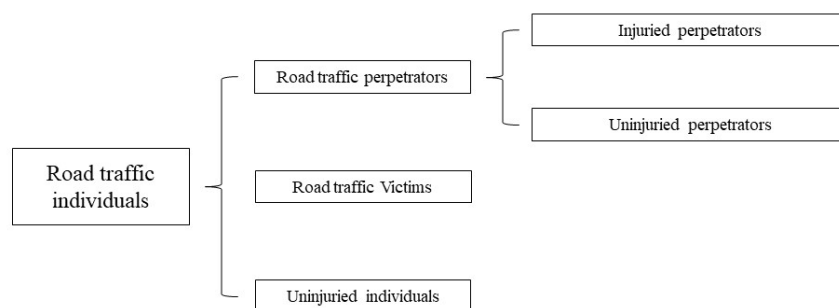 Injuried perpetrators
Road traffic perpetrators
Uninjuried perpetrators
Road traffic
individuals
Road traffic Victims
Uninjuried individuals